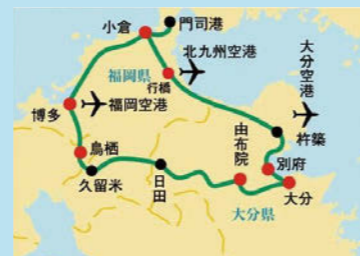 小倉
門司港
北九州空港
福岡県
行橋
大分空港
博多
福岡空港
杵築
鳥栖
由布院
別府
久留米
日田
大分
大分県